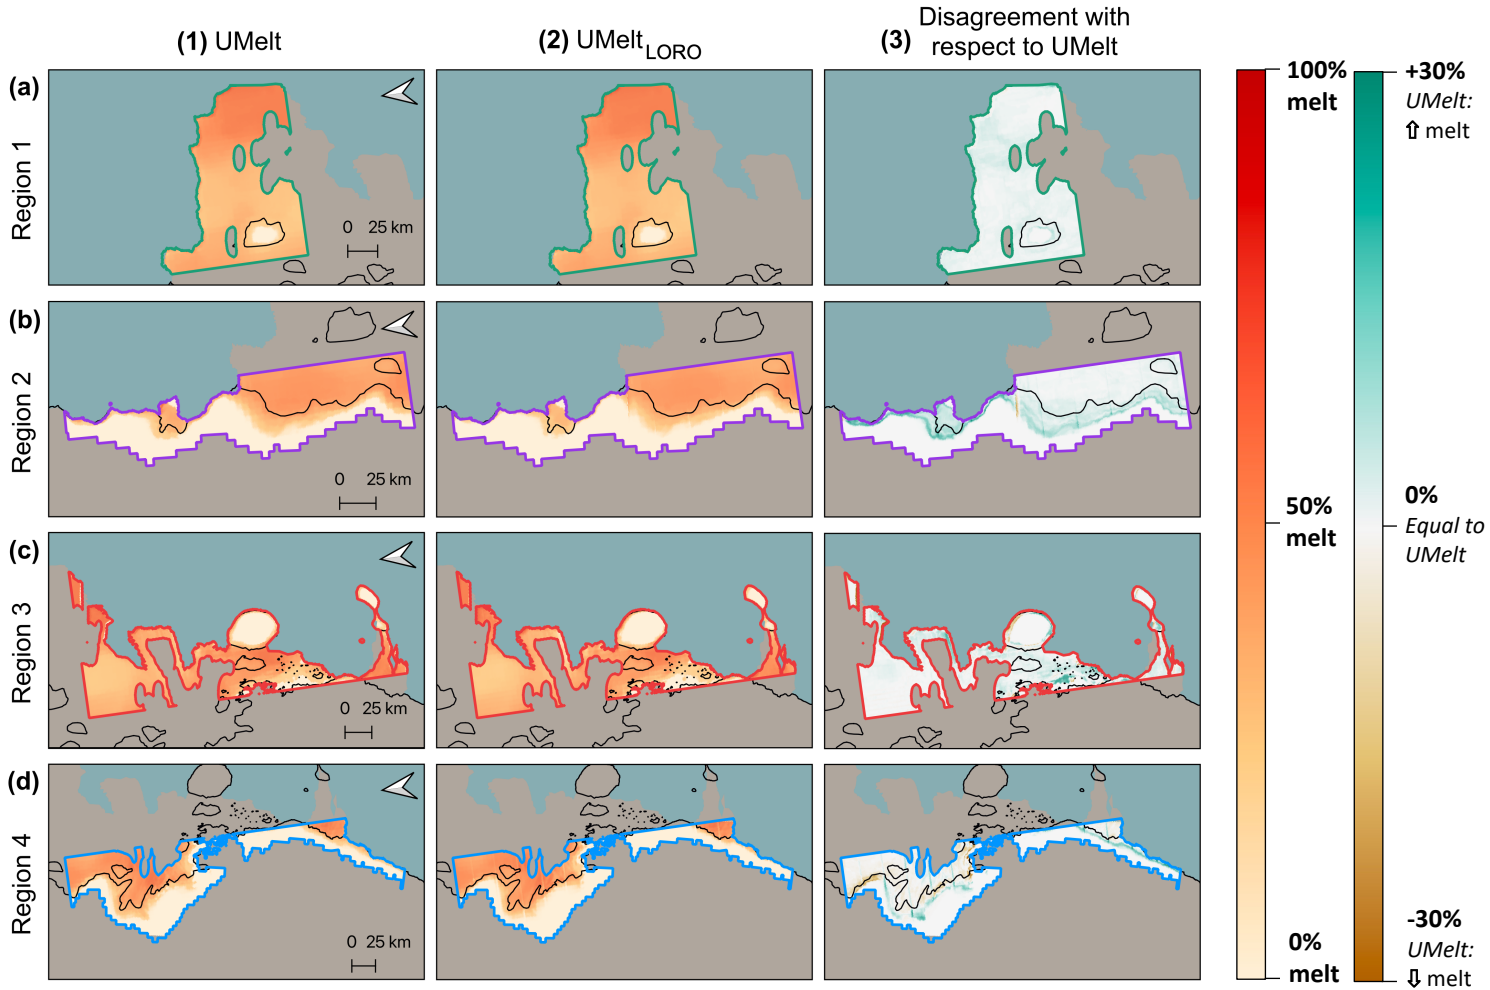 (1) UMelt
(2) UMelt_LORO
(3) Disagreement with
respect to UMelt
(a)
Region 1
0 25 km
(b)
Region 2
0 25 km
(c)
Region 3
0 25 km
(d)
Region 4
0 25 km
100%
melt
50%
melt
0%
melt
+30%
UMelt:
⇧ melt
0%
Equal to
UMelt
-30%
UMelt:
⇩ melt